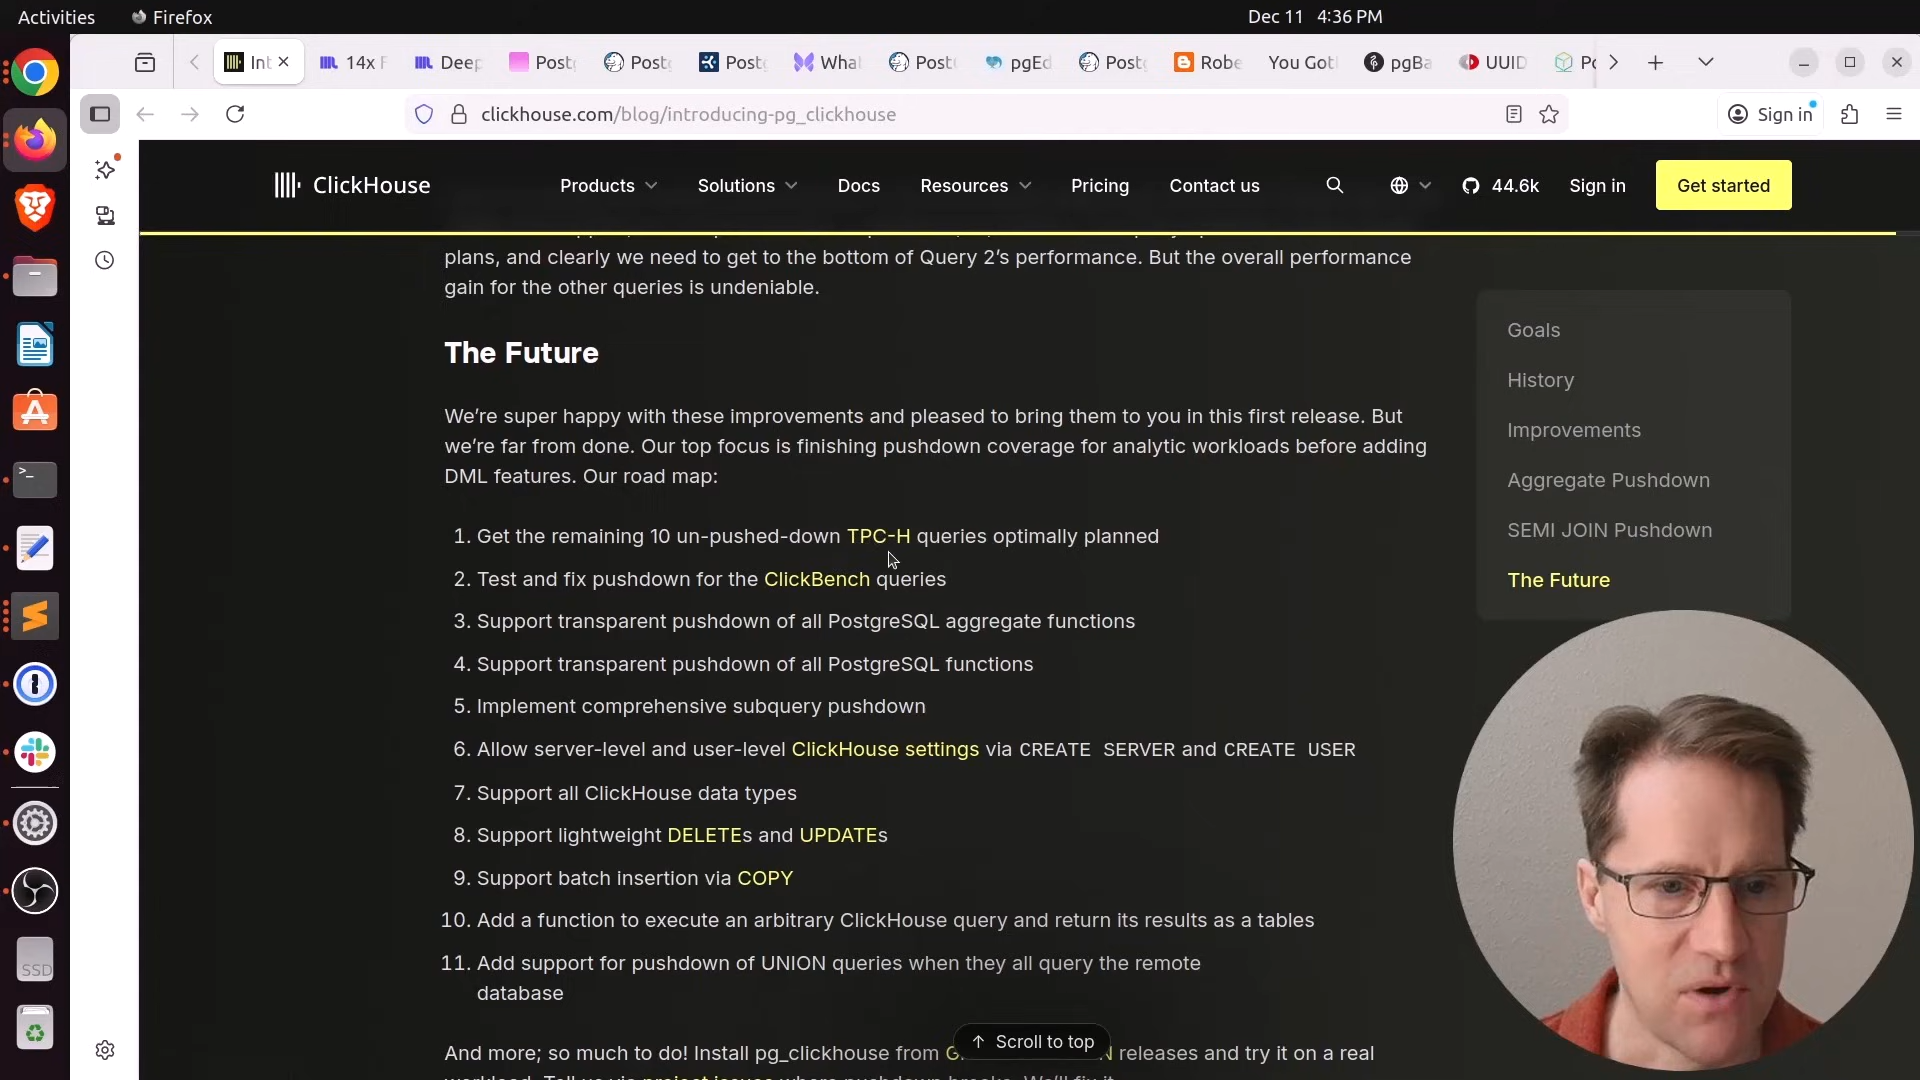 Activities
Firefox
Dec 11 4:36 PM
Int
14x F
Deep
Post
Post
Post
What
Post
pgEd
Post
Robe
You Got
pgBa
UUID
Po
clickhouse.com/blog/introducing-pg_clickhouse
Sign in
ClickHouse
Products
Solutions
Docs
Resources
Pricing
Contact us
44.6k
Sign in
Get started
plans, and clearly we need to get to the bottom of Query 2’s performance. But the overall performance
gain for the other queries is undeniable.
The Future
We’re super happy with these improvements and pleased to bring them to you in this first release. But
we’re far from done. Our top focus is finishing pushdown coverage for analytic workloads before adding
DML features. Our road map:
1. Get the remaining 10 un-pushed-down TPC-H queries optimally planned
2. Test and fix pushdown for the ClickBench queries
3. Support transparent pushdown of all PostgreSQL aggregate functions
4. Support transparent pushdown of all PostgreSQL functions
5. Implement comprehensive subquery pushdown
6. Allow server-level and user-level ClickHouse settings via CREATE SERVER and CREATE USER
7. Support all ClickHouse data types
8. Support lightweight DELETEs and UPDATEs
9. Support batch insertion via COPY
10. Add a function to execute an arbitrary ClickHouse query and return its results as a tables
11. Add support for pushdown of UNION queries when they all query the remote
database
And more; so much to do! Install pg_clickhouse from
releases and try it on a real
Scroll to top
Goals
History
Improvements
Aggregate Pushdown
SEMI JOIN Pushdown
The Future
SSD